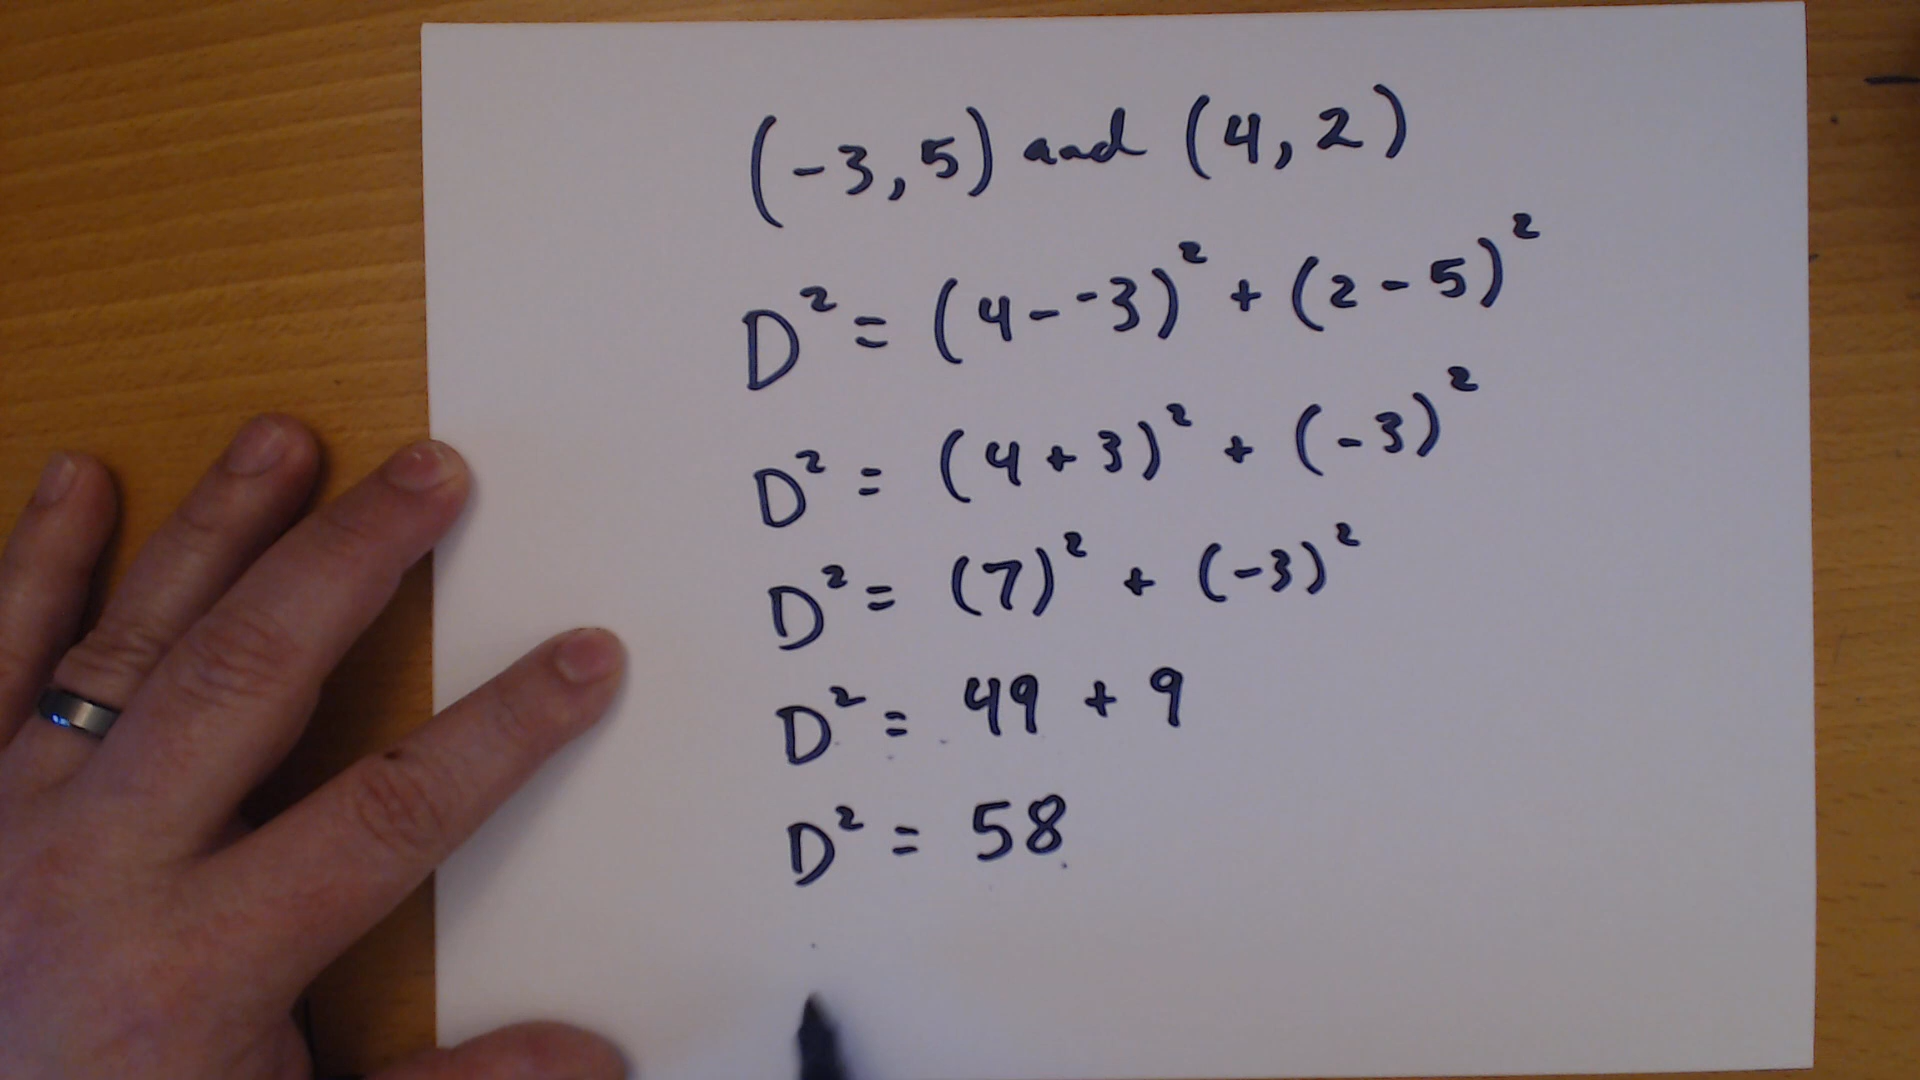 (-3, 5) and (4, 2)
D² = (4 - -3)² + (2 - 5)²
D² = (4 + 3)² + (-3)²
D² = (7)² + (-3)²
D² = 49 + 9
D² = 58